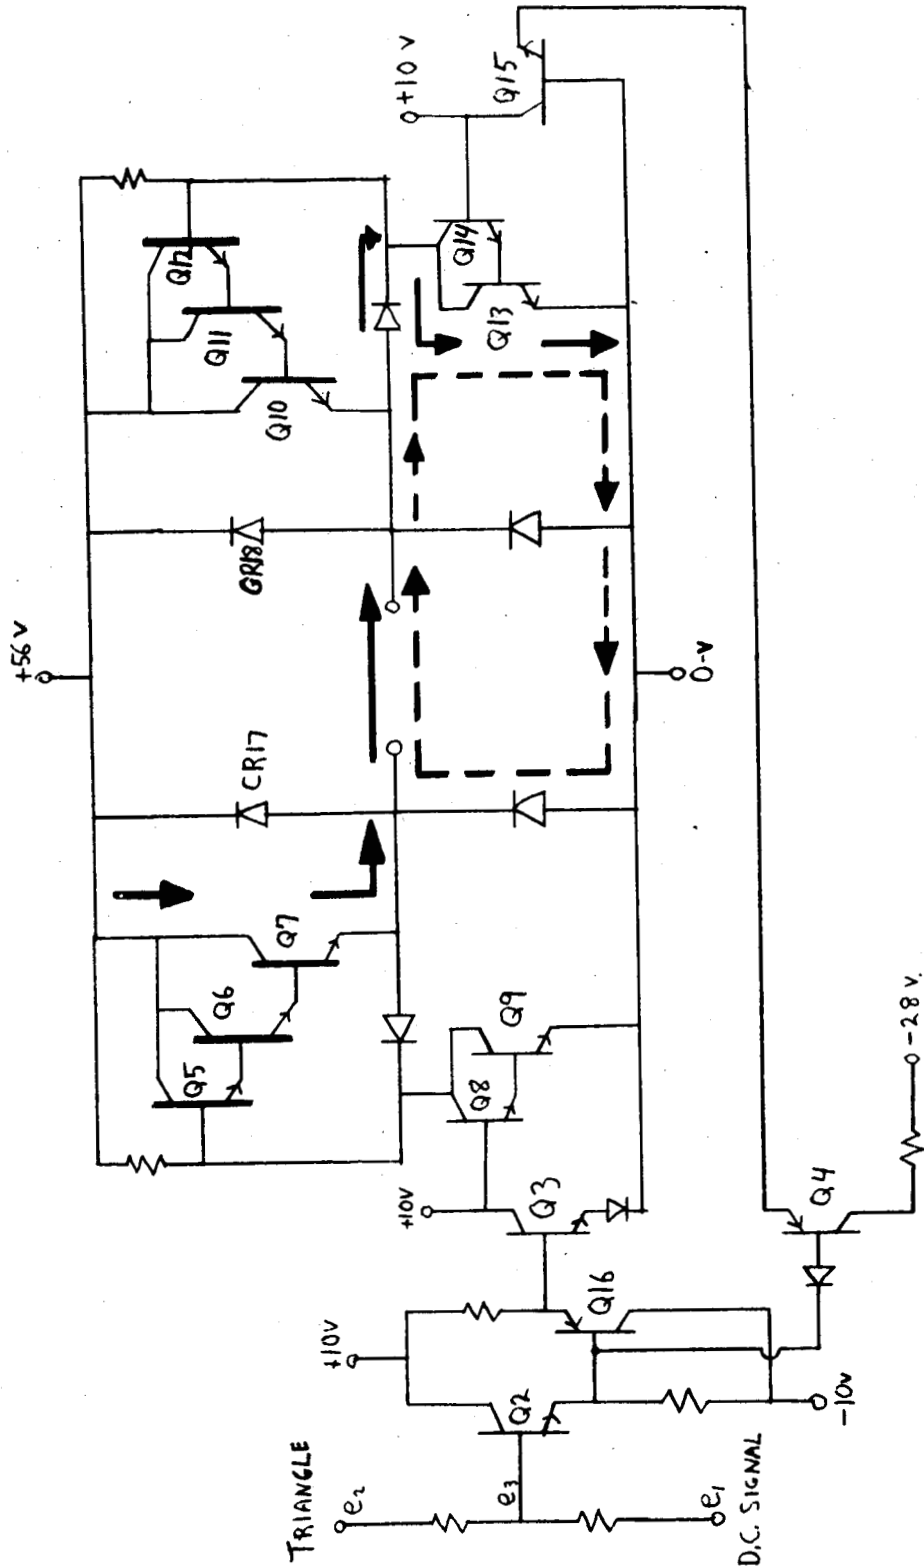 TRIANGLE
e2
e3
e1
D.C. SIGNAL
+10V
Q2
-10V
Q16
+10V
Q3
Q4
-28 V.
Q8
Q9
Q5
Q6
Q7
CR17
+56V
0-V
GR18
Q10
Q11
Q12
Q13
Q14
+10 V
Q15